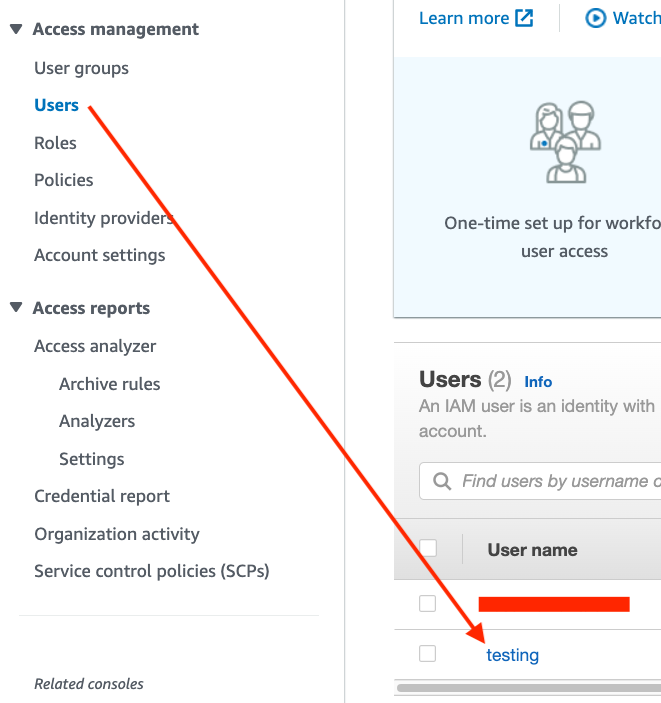 Access management
User groups
Users
Roles
Policies
Identity providers
Account settings
Access reports
Access analyzer
Archive rules
Analyzers
Settings
Credential report
Organization activity
Service control policies (SCPs)
Related consoles
Learn more
Watch
One-time set up for workfo
user access
Users (2) Info
An IAM user is an identity with
account.
Find users by username o
User name
testing